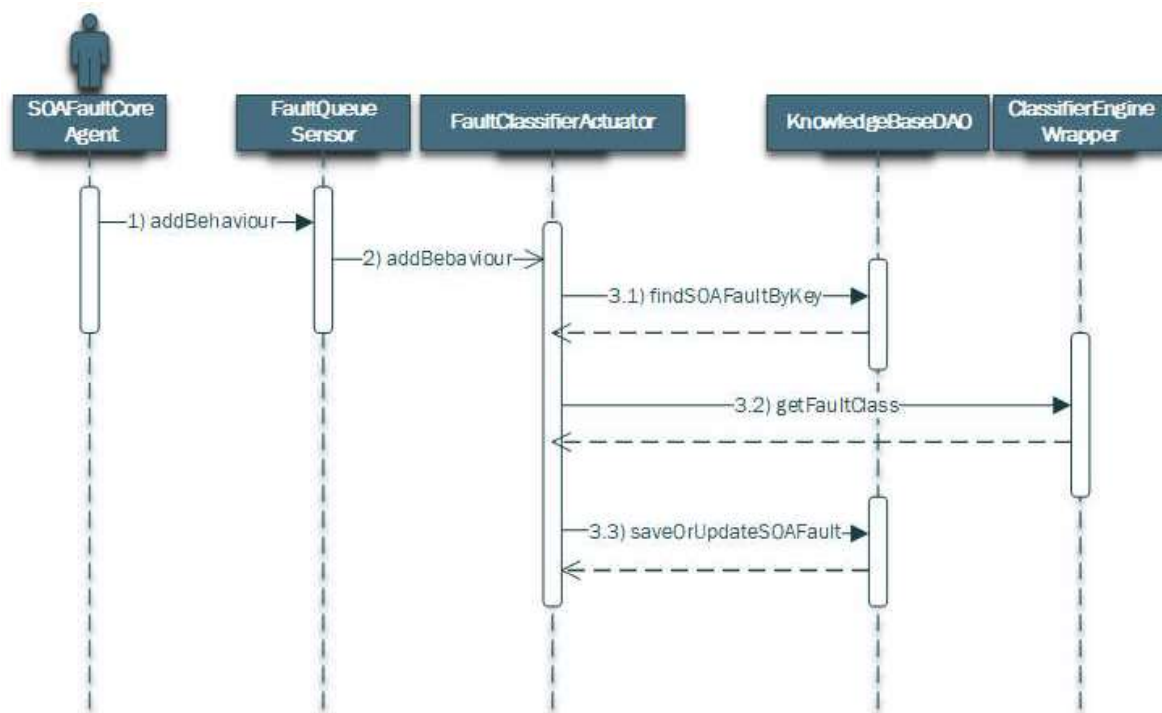 SOAFaultCore
Agent
FaultQueue
Sensor
FaultClassifierActuator
KnowledgeBaseDAO
ClassifierEngine
Wrapper
1) addBehaviour
2) addBebaviour
3.1) findSOAFaultByKey
3.2) getFaultClass
3.3) saveOrUpdateSOAFault